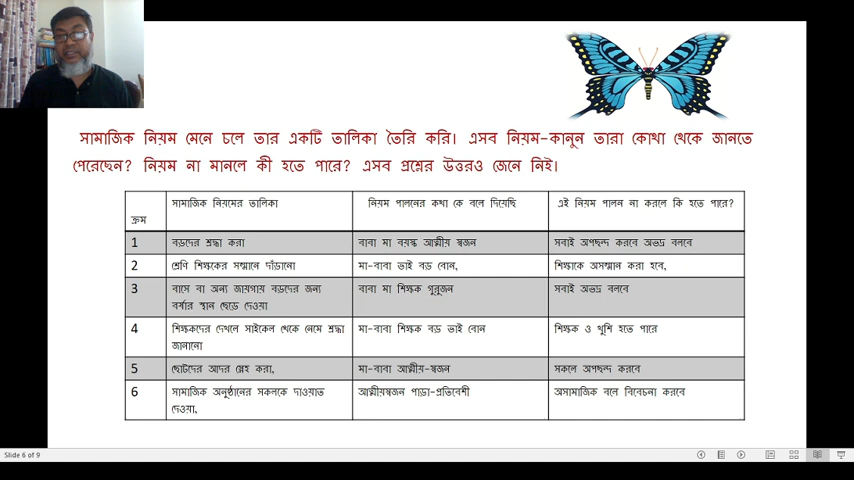 সামাজিক নিয়ম মেনে চলে তার একটি তালিকা তৈরি করি। এসব নিয়ম-কানুন তারা কোথা থেকে জানতে
পেরেছেন? নিয়ম না মানলে কী হতে পারে? এসব প্রশ্নের উত্তরও জেনে নিই।
ক্রম সামাজিক নিয়মের তালিকা নিয়ম পালনের কথা কে বলে দিয়েছি এই নিয়ম পালন না করলে কি হতে পারে?
1 বড়দের শ্রদ্ধা করা বাবা মা বয়স্ক আত্মীয় স্বজন সবাই অপছন্দ করবে অভদ্র বলবে
2 শ্রেণি শিক্ষকের সম্মানে দাঁড়ানো মা-বাবা ভাই বড় বোন, শিক্ষাকে অসম্মান করা হবে,
3 বাসে বা অন্য জায়গায় বড়দের জন্য বাবা মা শিক্ষক গুরুজন সবাই অভদ্র বলবে
বর্ষার স্থান ছেড়ে দেওয়া
4 শিক্ষকদের দেখলে সাইকেল থেকে নেমে শ্রদ্ধা মা-বাবা শিক্ষক বড় ভাই বোন শিক্ষক ও খুশি হতে পারে
জানানো
5 ছোটদের আদর স্নেহ করা, মা-বাবা আত্মীয়-স্বজন সকলে অপছন্দ করবে
6 সামাজিক অনুষ্ঠানের সকলকে দাওয়াত আত্মীয়স্বজন পাড়া-প্রতিবেশী অসামাজিক বলে বিবেচনা করবে
দেওয়া,
Slide 6 of 9